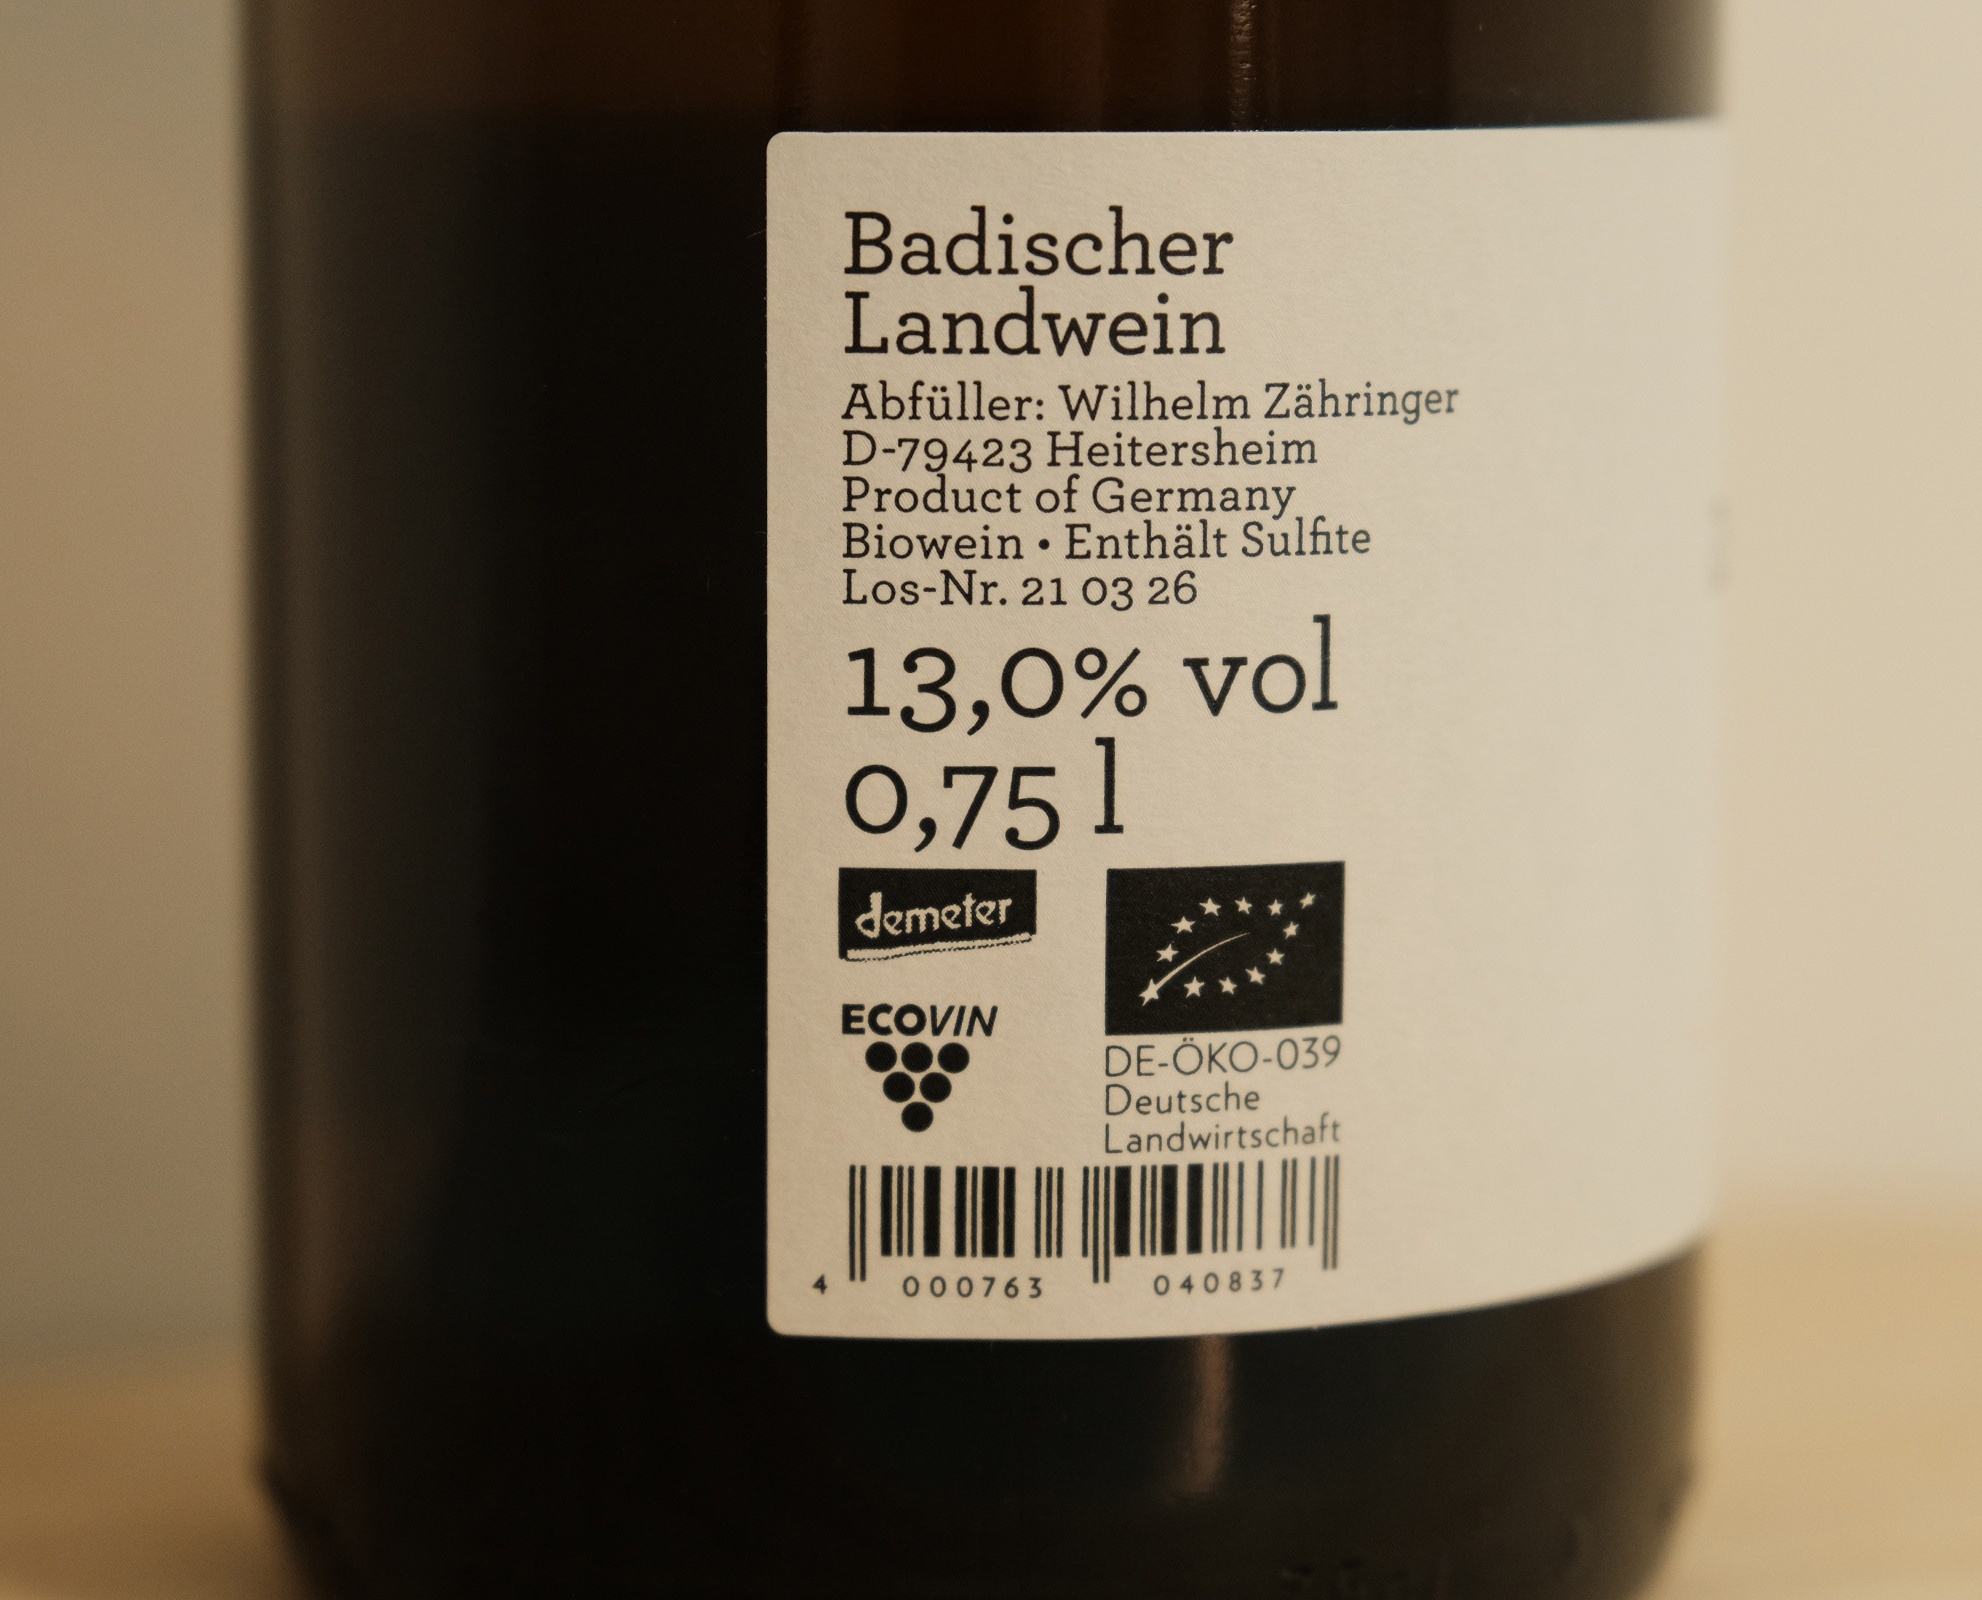 Badischer
Landwein
Abfüller: Wilhelm Zähringer
D-79423 Heitersheim
Product of Germany
Biowein • Enthält Sulfite
Los-Nr. 21 03 26
13,0% vol
0,75 l
demeter
ECOVIN
DE-ÖKO-039
Deutsche
Landwirtschaft
4 000763 040837